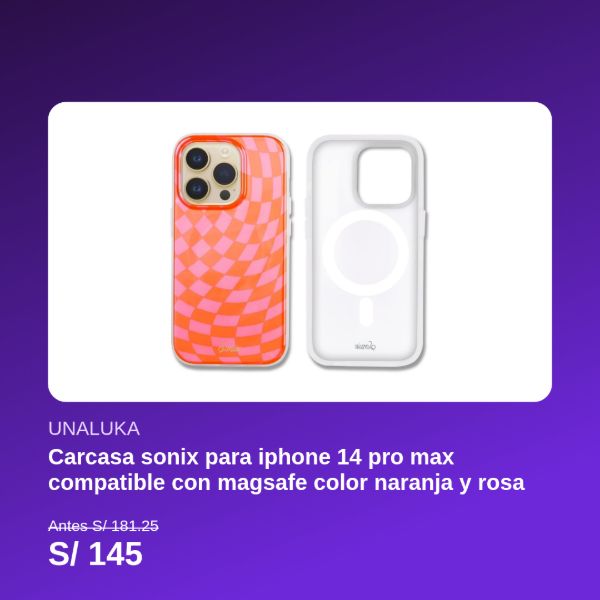 UNALUKA
Carcasa sonix para iphone 14 pro max
compatible con magsafe color naranja y rosa
Antes S/ 181.25
S/ 145